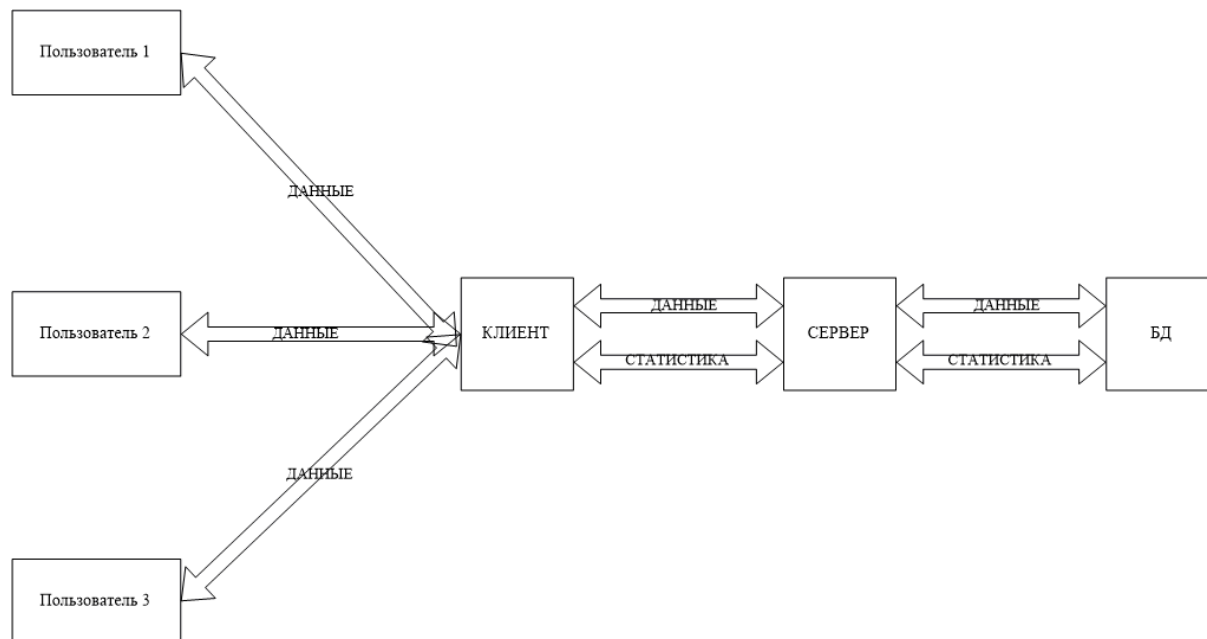 Пользователь 1
ДАННЫЕ
Пользователь 2
ДАННЫЕ
КЛИЕНТ
ДАННЫЕ
СТАТИСТИКА
СЕРВЕР
ДАННЫЕ
СТАТИСТИКА
БД
ДАННЫЕ
Пользователь 3